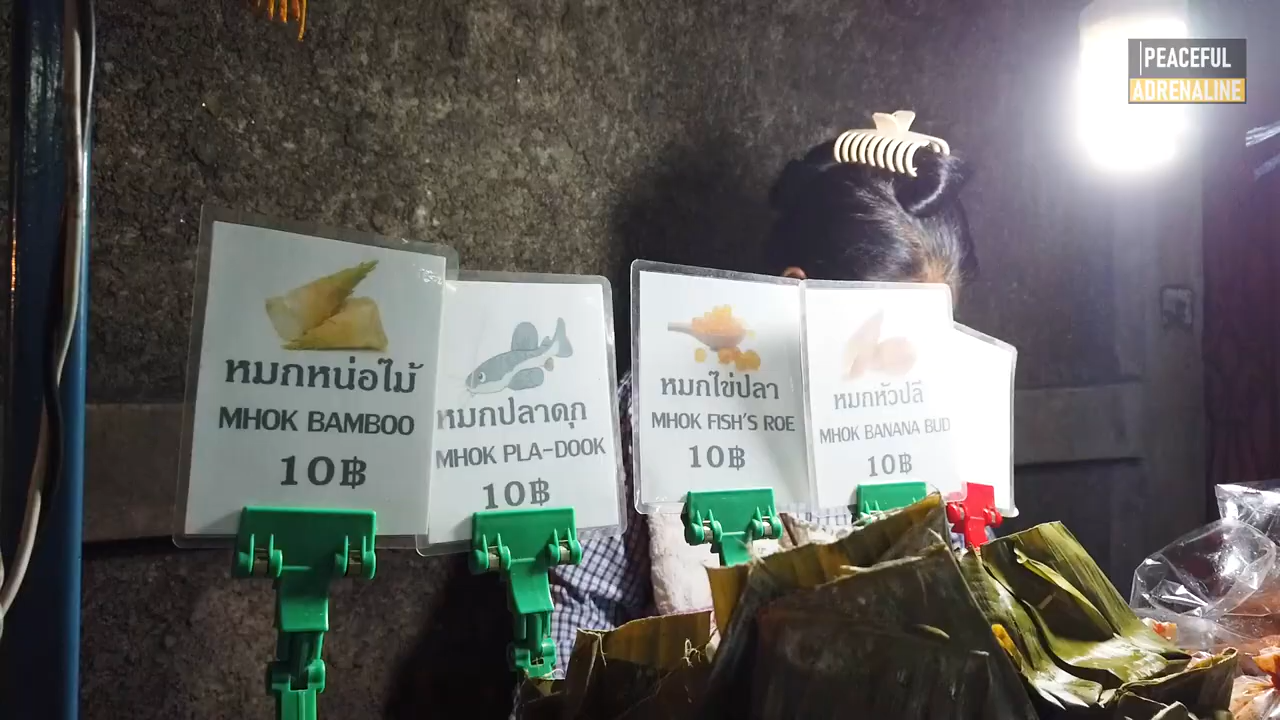 PEACEFUL
ADRENALINE
หมกหน่อไม้
MHOK BAMBOO
10฿
หมกปลาดุก
MHOK PLA-DOOK
10฿
หมกไข่ปลา
MHOK FISH'S ROE
10฿
หมกหัวปลี
MHOK BANANA BUD
10฿